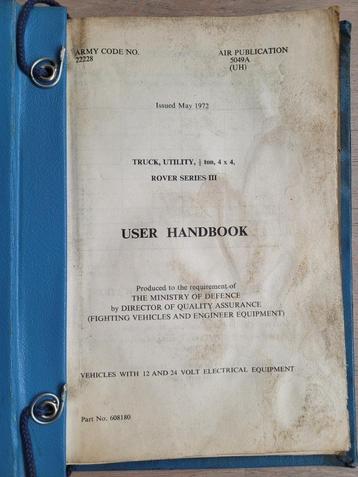 ARMY CODE NO.
22228
AIR PUBLICATION
5049A
(UH)
Issued May 1972
TRUCK, UTILITY, ½ ton, 4 x 4,
ROVER SERIES III
USER HANDBOOK
Produced to the requirement of
THE MINISTRY OF DEFENCE
by DIRECTOR OF QUALITY ASSURANCE
(FIGHTING VEHICLES AND ENGINEER EQUIPMENT)
VEHICLES WITH 12 AND 24 VOLT ELECTRICAL EQUIPMENT
Part No. 608180